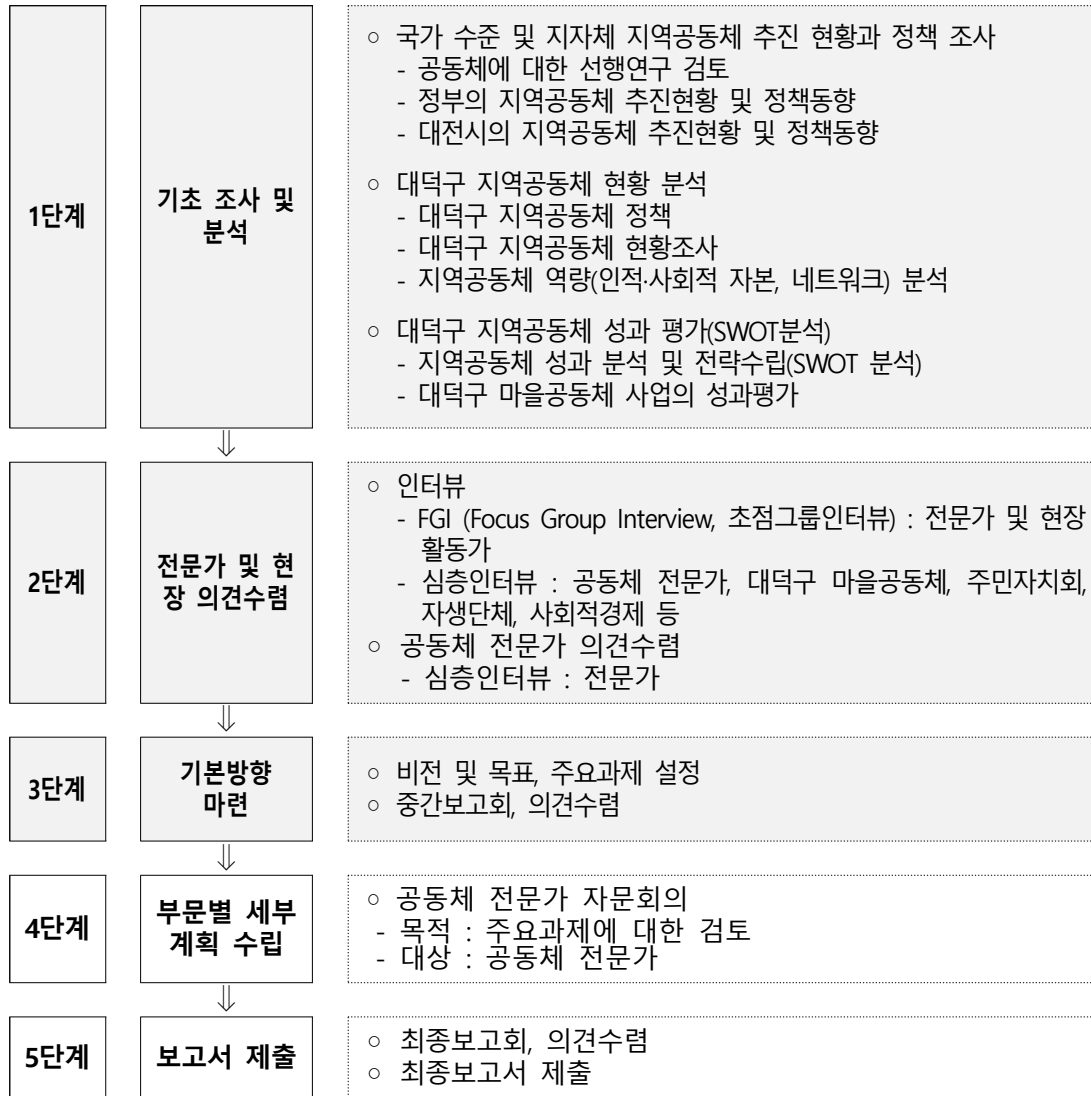 1단계
기초 조사 및
분석
○ 국가 수준 및 지자체 지역공동체 추진 현황과 정책 조사
- 공동체에 대한 선행연구 검토
- 정부의 지역공동체 추진현황 및 정책동향
- 대전시의 지역공동체 추진현황 및 정책동향
○ 대덕구 지역공동체 현황 분석
- 대덕구 지역공동체 정책
- 대덕구 지역공동체 현황조사
- 지역공동체 역량(인적·사회적 자본, 네트워크) 분석
○ 대덕구 지역공동체 성과 평가(SWOT분석)
- 지역공동체 성과 분석 및 전략수립(SWOT 분석)
- 대덕구 마을공동체 사업의 성과평가
⇓
2단계
전문가 및 현
장 의견수렴
○ 인터뷰
- FGI (Focus Group Interview, 초점그룹인터뷰) : 전문가 및 현장
활동가
- 심층인터뷰 : 공동체 전문가, 대덕구 마을공동체, 주민자치회,
자생단체, 사회적경제 등
○ 공동체 전문가 의견수렴
- 심층인터뷰 : 전문가
⇓
3단계
기본방향
마련
○ 비전 및 목표, 주요과제 설정
○ 중간보고회, 의견수렴
⇓
4단계
부문별 세부
계획 수립
○ 공동체 전문가 자문회의
- 목적 : 주요과제에 대한 검토
- 대상 : 공동체 전문가
⇓
5단계
보고서 제출
○ 최종보고회, 의견수렴
○ 최종보고서 제출